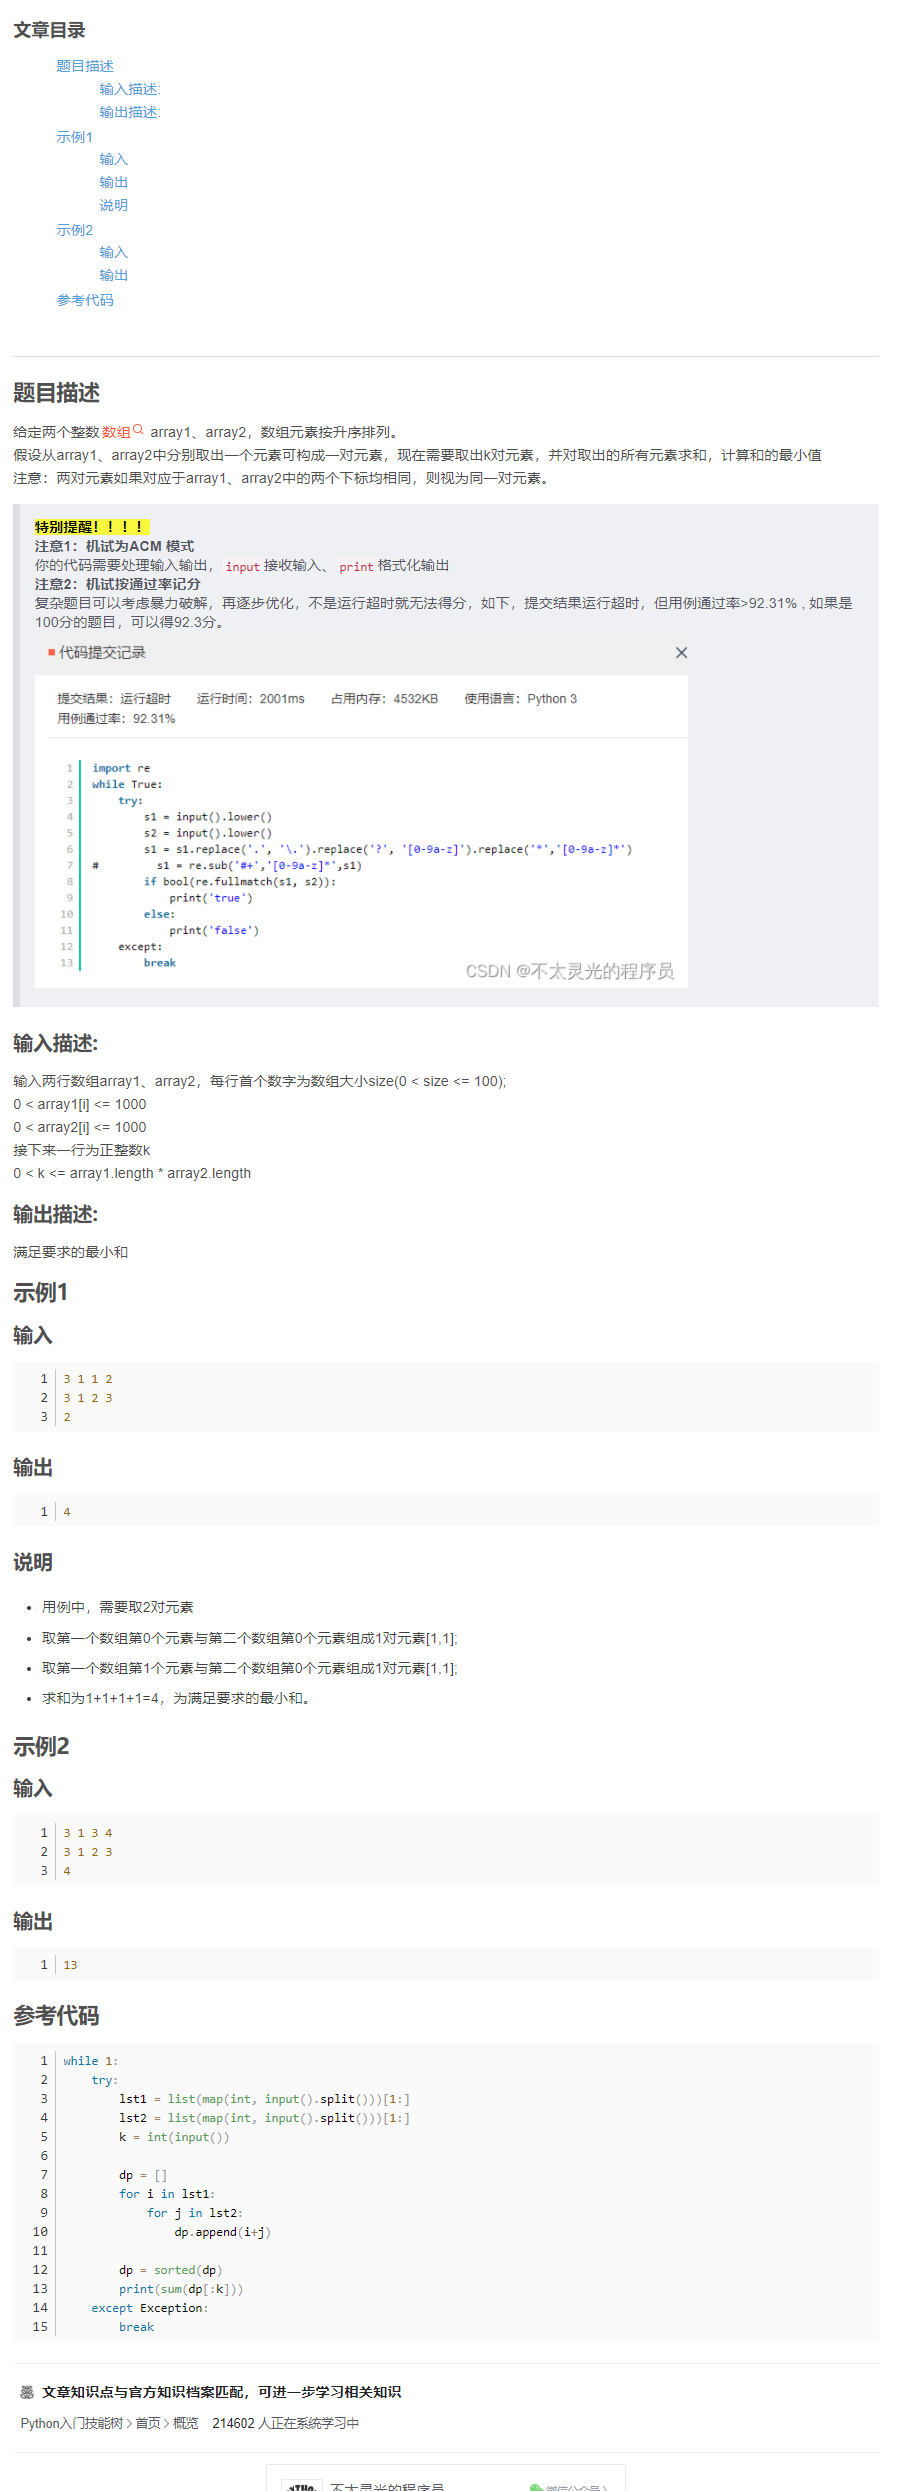 文章目录
题目描述
输入描述:
输出描述:
示例1
输入
输出
说明
示例2
输入
输出
参考代码
题目描述
给定两个整数 数组 array1、array2，数组元素按升序排列。
假设从array1、array2中分别取出一个元素可构成一对元素，现在需要取出k对元素，并对取出的所有元素求和，计算和的最小值
注意：两对元素如果对应于array1、array2中的两个下标均相同，则视为同一对元素。
特别提醒！！！！
注意1：机试为ACM 模式
你的代码需要处理输入输出， input 接收输入、 print 格式化输出
注意2：机试按通过率记分
复杂题目可以考虑暴力破解，再逐步优化，不是运行超时就无法得分，如下，提交结果运行超时，但用例通过率>92.31%，如果是
100分的题目，可以得92.3分。
代码提交记录
提交结果：运行超时 运行时间：2001ms 占用内存：4532KB 使用语言：Python 3
用例通过率：92.31%
1 import re
2 while True:
3 try:
4 s1 = input().lower()
5 s2 = input().lower()
6 s1 = s1.replace('.', '\.').replace('?', '[0-9a-z]').replace('*','[0-9a-z]*')
7 # s1 = re.sub('#+','[0-9a-z]*',s1)
8 if bool(re.fullmatch(s1, s2)):
9 print('true')
10 else:
11 print('false')
12 except:
13 break
CSDN @不太灵光的程序员
输入描述:
输入两行数组array1、array2，每行首个数字为数组大小size(0 < size <= 100);
0 < array1[i] <= 1000
0 < array2[i] <= 1000
接下来一行为正整数k
0 < k <= array1.length * array2.length
输出描述:
满足要求的最小和
示例1
输入
1 3 1 1 2
2 3 1 2 3
3 2
输出
1 4
说明
• 用例中，需要取2对元素
• 取第一个数组第0个元素与第二个数组第0个元素组成1对元素[1,1];
• 取第一个数组第1个元素与第二个数组第0个元素组成1对元素[1,1];
• 求和为1+1+1+1=4，为满足要求的最小和。
示例2
输入
1 3 1 3 4
2 3 1 2 3
3 4
输出
1 13
参考代码
1 while 1:
2 try:
3 lst1 = list(map(int, input().split()))[1:]
4 lst2 = list(map(int, input().split()))[1:]
5 k = int(input())
6
7 dp = []
8 for i in lst1:
9 for j in lst2:
10 dp.append(i+j)
11
12 dp = sorted(dp)
13 print(sum(dp[:k]))
14 except Exception:
15 break
文章知识点与官方知识档案匹配，可进一步学习相关知识
Python入门技能树 > 首页 > 概览 214602 人正在系统学习中
不太灵光的程序员 微信公众号 >